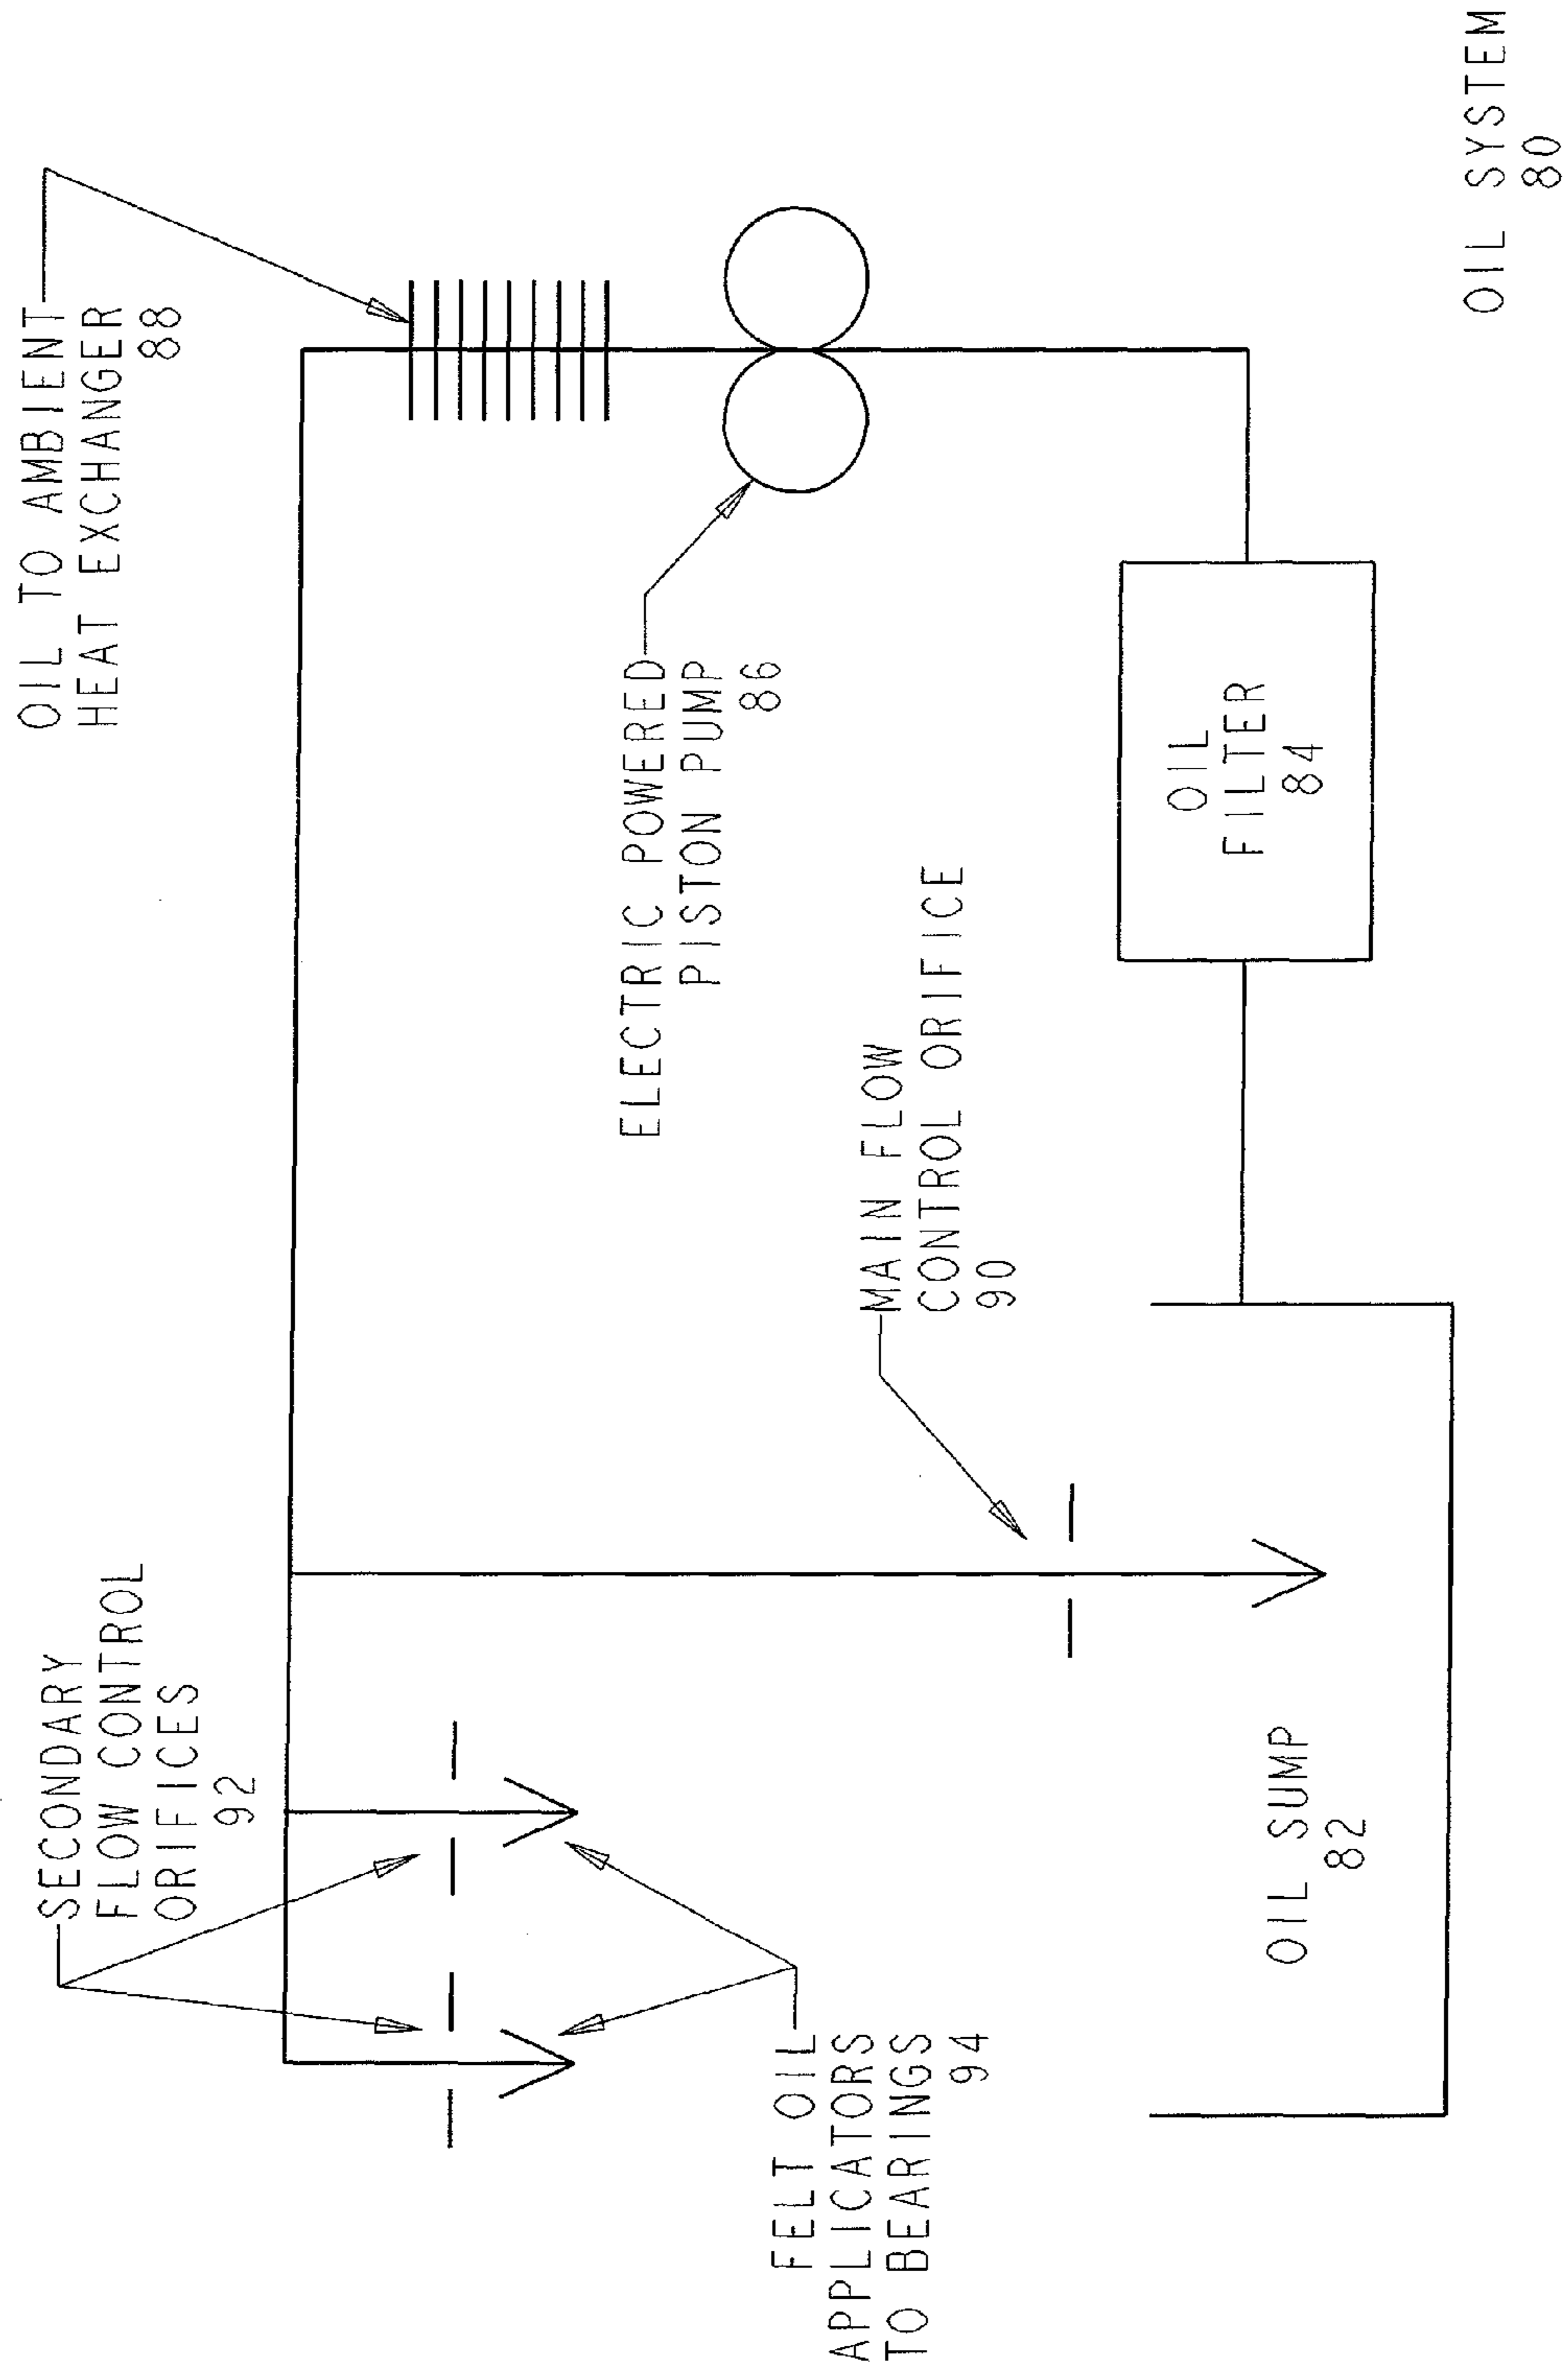 OIL TO AMBIENT
HEAT EXCHANGER
88
SECONDARY
FLOW CONTROL
ORIFICES
92
ELECTRIC POWERED
PISTON PUMP
86
MAIN FLOW
CONTROL ORIFICE
90
FELT OIL
APPLICATORS
TO BEARINGS
94
OIL
FILTER
84
OIL SUMP
82
OIL SYSTEM
80